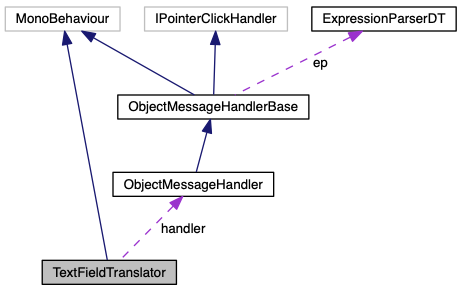 MonoBehaviour
IPointerClickHandler
ExpressionParserDT
ep
ObjectMessageHandlerBase
ObjectMessageHandler
handler
TextFieldTranslator